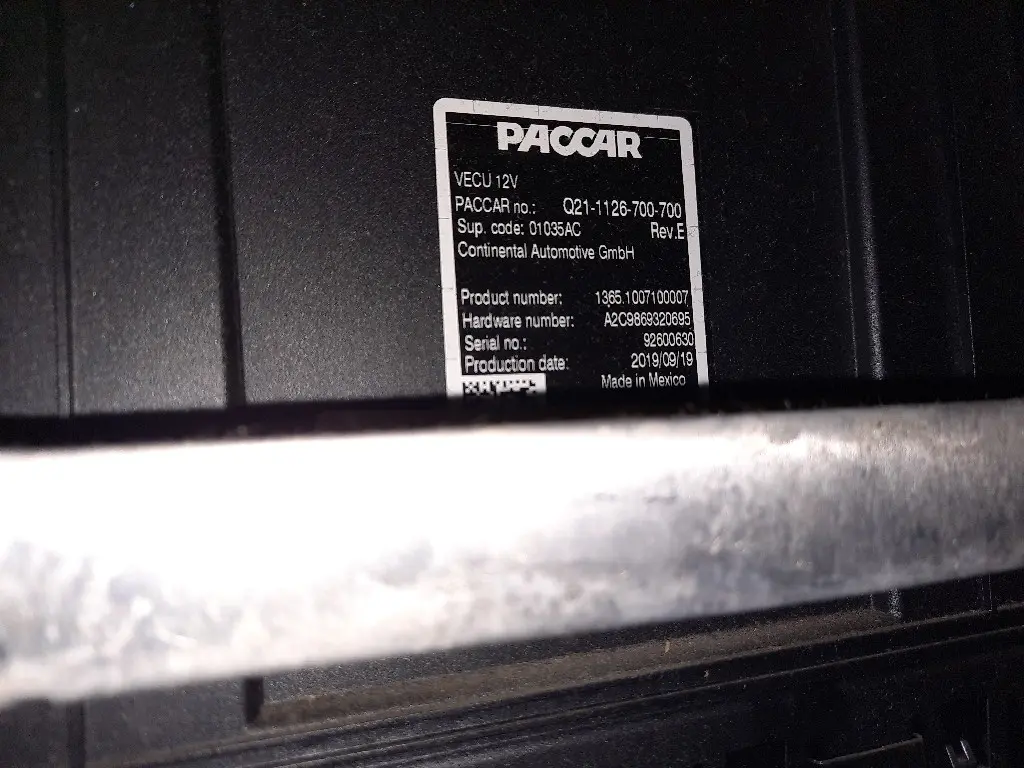 PACCAR
VECU 12V
PACCAR no.: Q21-1126-700-700
Sup. code: 01035AC Rev.E
Continental Automotive GmbH
Product number: 1365.1007100007
Hardware number: A2C9869320695
Serial no.: 92600630
Production date: 2019/09/19
Made in Mexico